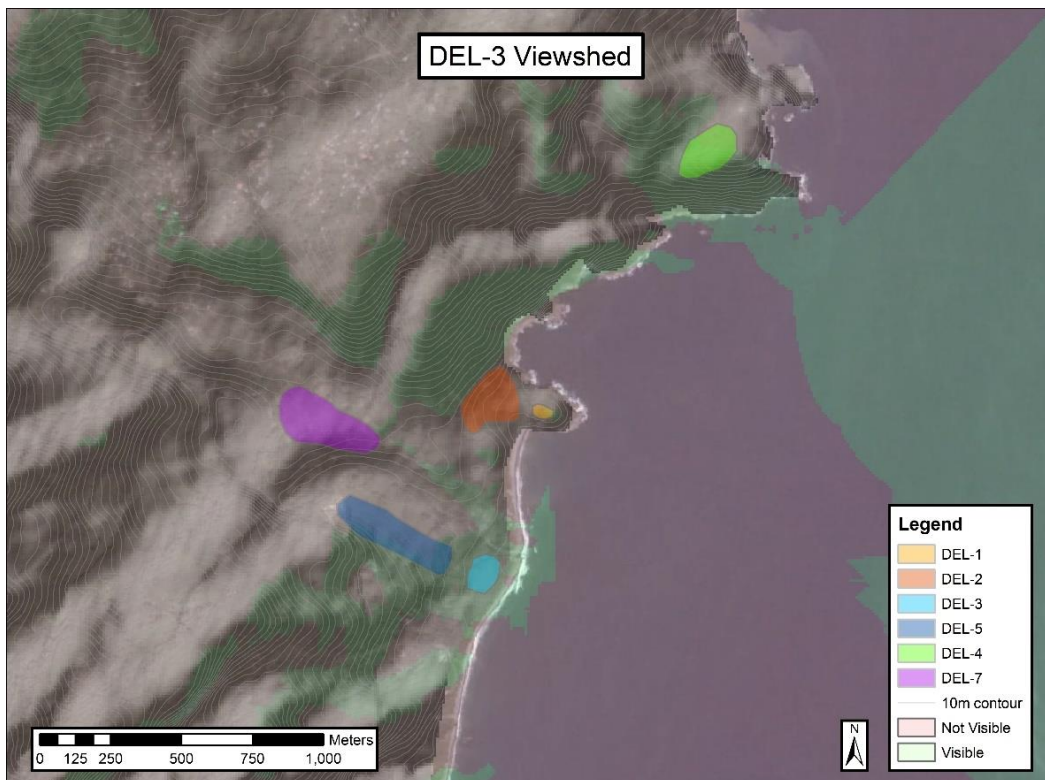 DEL-3 Viewshed
Legend
DEL-1
DEL-2
DEL-3
DEL-5
DEL-4
DEL-7
10m contour
Not Visible
Visible
N
Meters
0 125 250 500 750 1,000